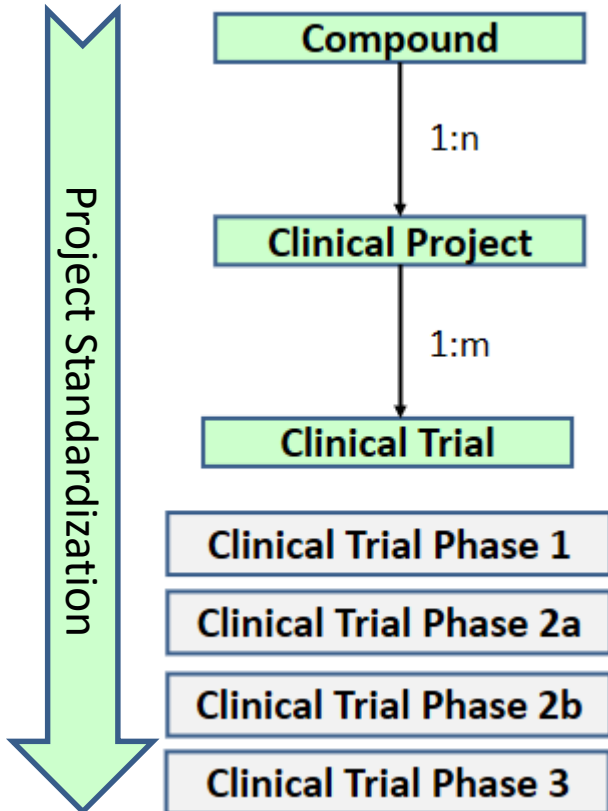 Project Standardization
Compound
1:n
Clinical Project
1:m
Clinical Trial
Clinical Trial Phase 1
Clinical Trial Phase 2a
Clinical Trial Phase 2b
Clinical Trial Phase 3